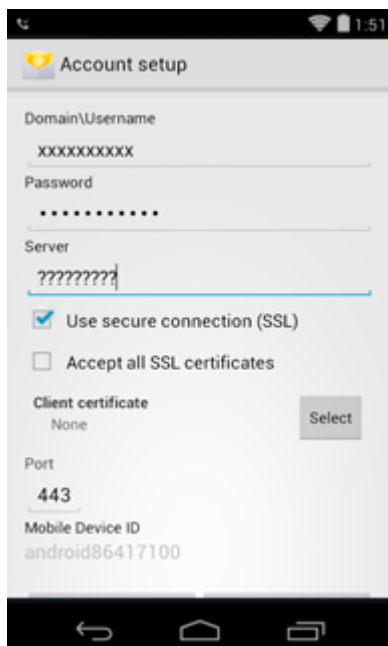 1:51
Account setup
Domain\Username
xxxxxxxxxx
Password
•••••••••••
Server
?????????
Use secure connection (SSL)
Accept all SSL certificates
Client certificate
None
Select
Port
443
Mobile Device ID
android86417100